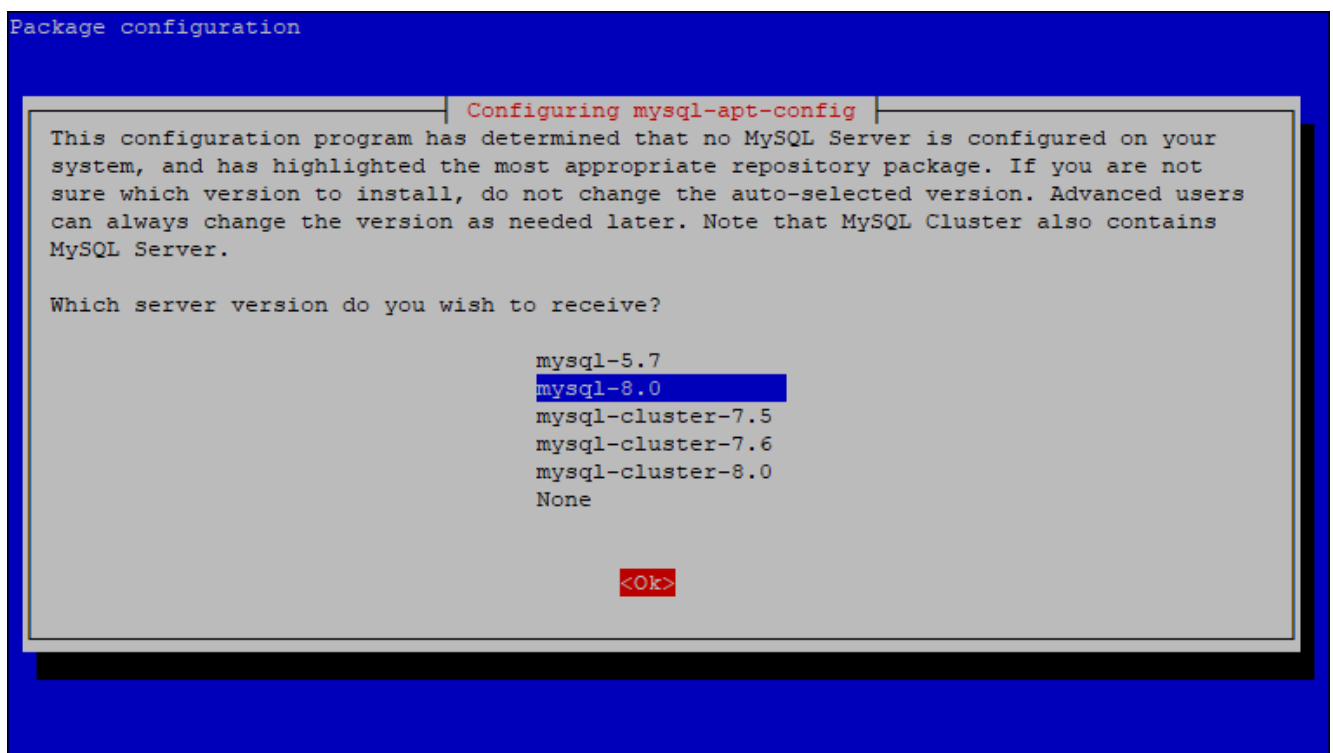 Package configuration
Configuring mysql-apt-config
This configuration program has determined that no MySQL Server is configured on your
system, and has highlighted the most appropriate repository package. If you are not
sure which version to install, do not change the auto-selected version. Advanced users
can always change the version as needed later. Note that MySQL Cluster also contains
MySQL Server.
Which server version do you wish to receive?
mysql-5.7
mysql-8.0
mysql-cluster-7.5
mysql-cluster-7.6
mysql-cluster-8.0
None
<Ok>